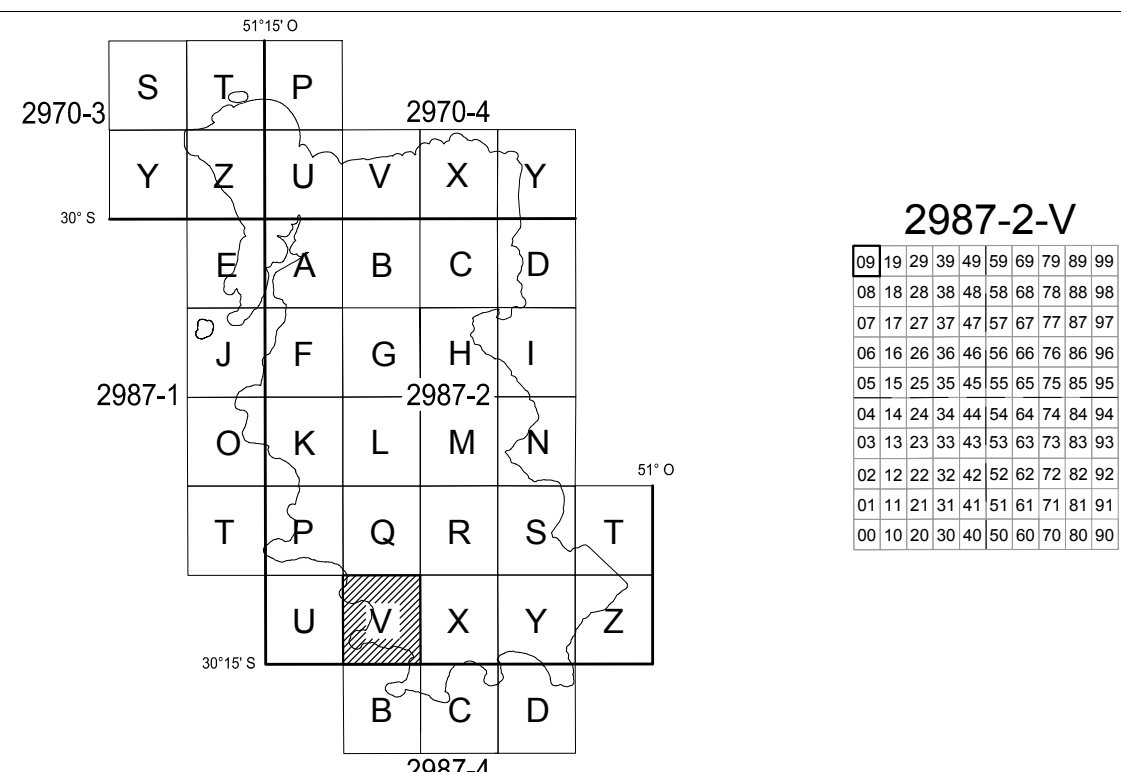 51°15' O
S T P
2970-3 2970-4
Y Z U V X Y
30° S
E A B C D
J F G H I
2987-1 2987-2
O K L M N
51° O
T P Q R S T
U V X Y Z
30°15' S
B C D
2987-4
2987-2-V
09 19 29 39 49 59 69 79 89 99
08 18 28 38 48 58 68 78 88 98
07 17 27 37 47 57 67 77 87 97
06 16 26 36 46 56 66 76 86 96
05 15 25 35 45 55 65 75 85 95
04 14 24 34 44 54 64 74 84 94
03 13 23 33 43 53 63 73 83 93
02 12 22 32 42 52 62 72 82 92
01 11 21 31 41 51 61 71 81 91
00 10 20 30 40 50 60 70 80 90